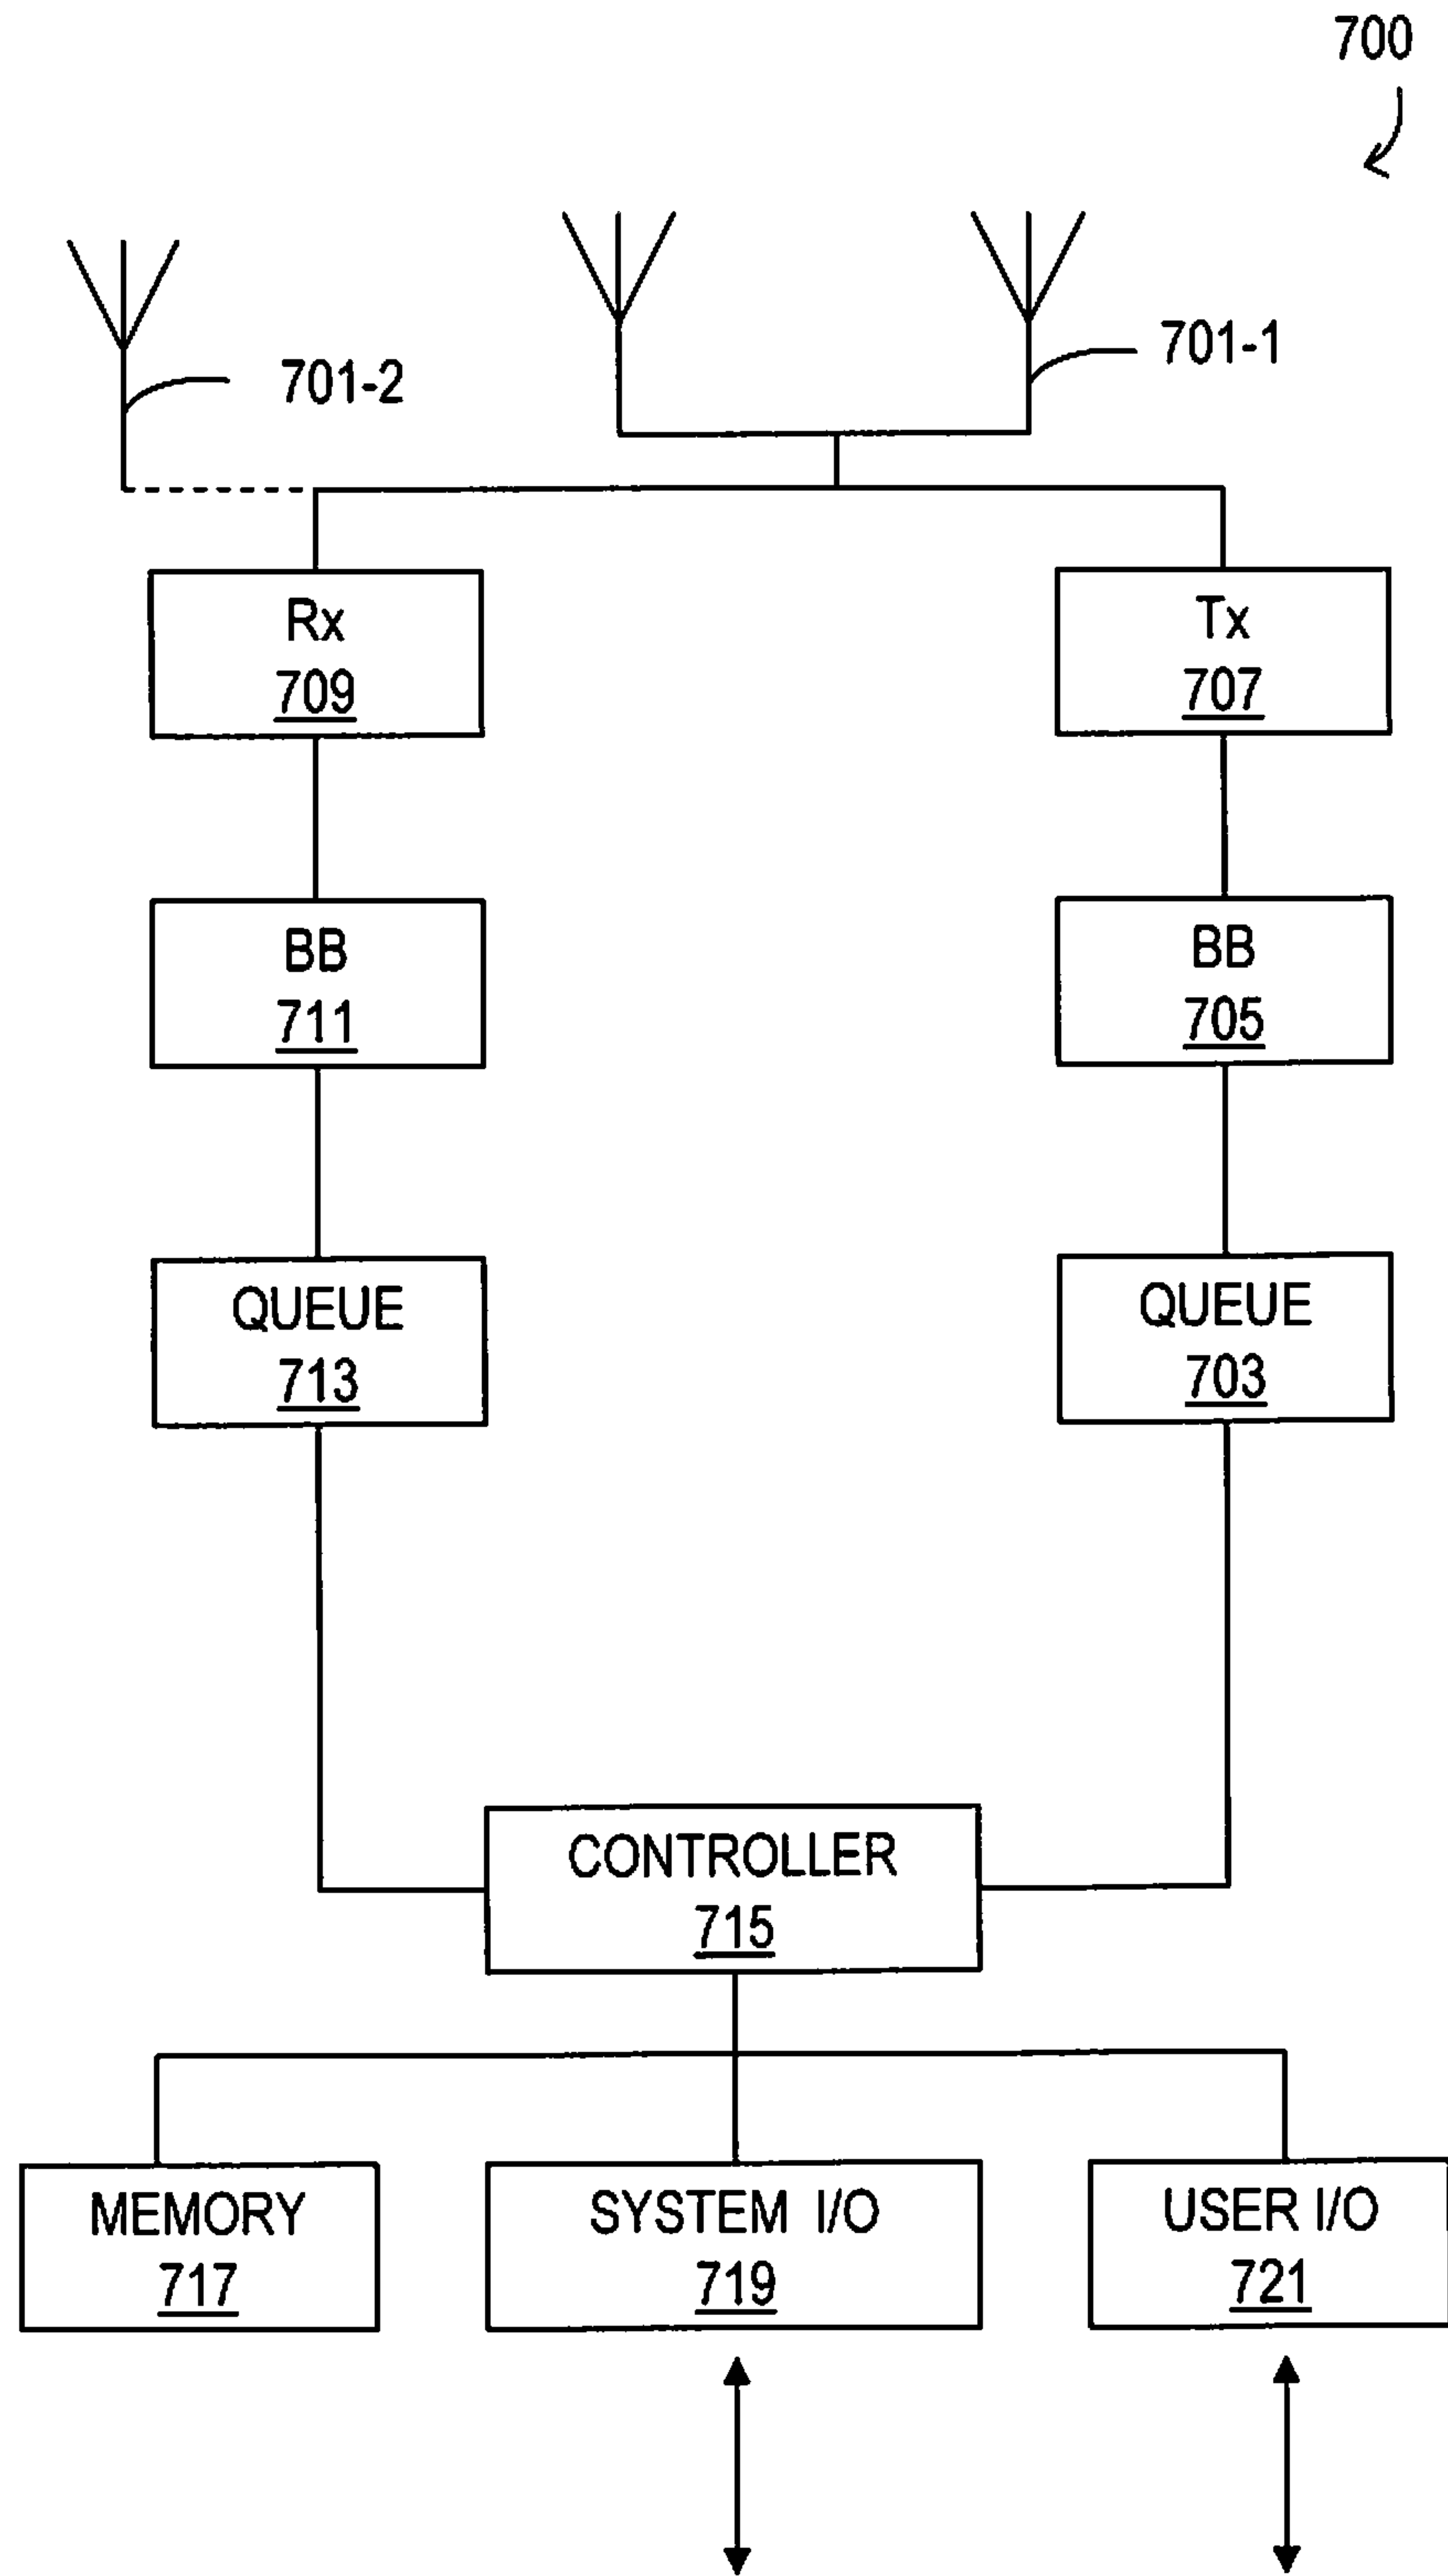 700
701-1
701-2
Rx
709
Tx
707
BB
711
BB
705
QUEUE
713
QUEUE
703
CONTROLLER
715
MEMORY
717
SYSTEM I/O
719
USER I/O
721